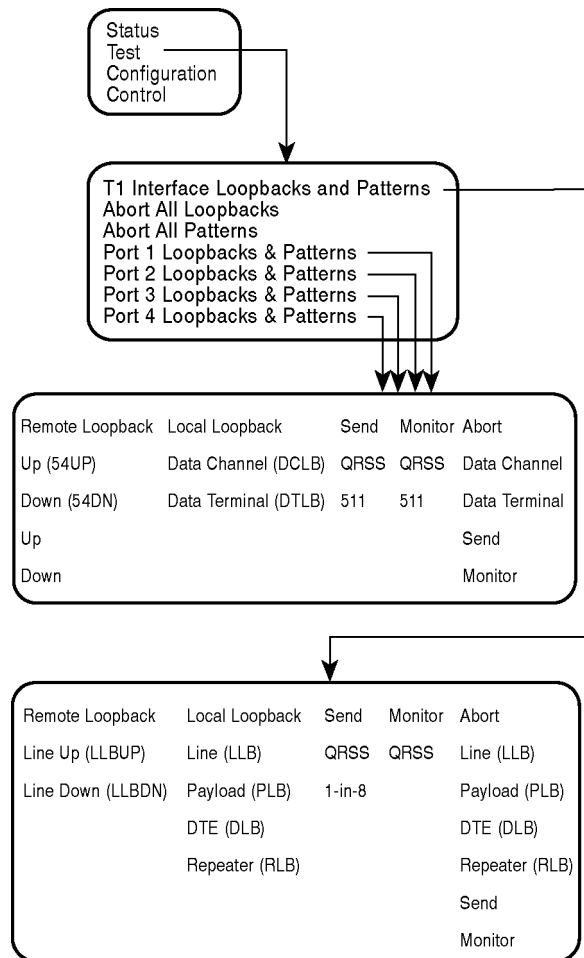 Status
Test
Configuration
Control
T1 Interface Loopbacks and Patterns
Abort All Loopbacks
Abort All Patterns
Port 1 Loopbacks & Patterns
Port 2 Loopbacks & Patterns
Port 3 Loopbacks & Patterns
Port 4 Loopbacks & Patterns
Remote Loopback Local Loopback Send Monitor Abort
Up (54UP) Data Channel (DCLB) QRSS QRSS Data Channel
Down (54DN) Data Terminal (DTLB) 511 511 Data Terminal
Up Send
Down Monitor
Remote Loopback Local Loopback Send Monitor Abort
Line Up (LLBUP) Line (LLB) QRSS QRSS Line (LLB)
Line Down (LLBDN) Payload (PLB) 1-in-8 Payload (PLB)
DTE (DLB) DTE (DLB)
Repeater (RLB) Repeater (RLB)
Send
Monitor